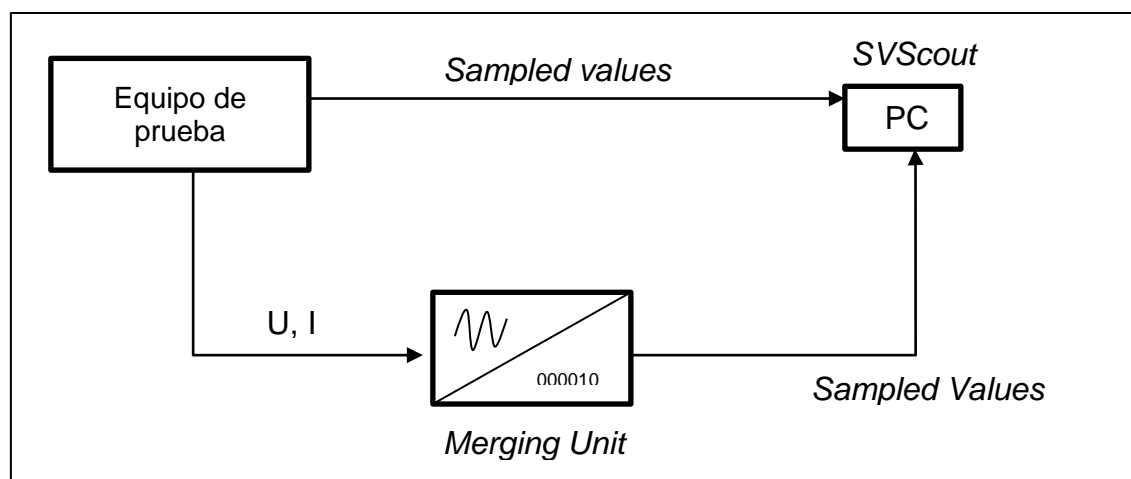 SVScout
Sampled values
Equipo de
prueba
PC
U, I
000010
Sampled Values
Merging Unit